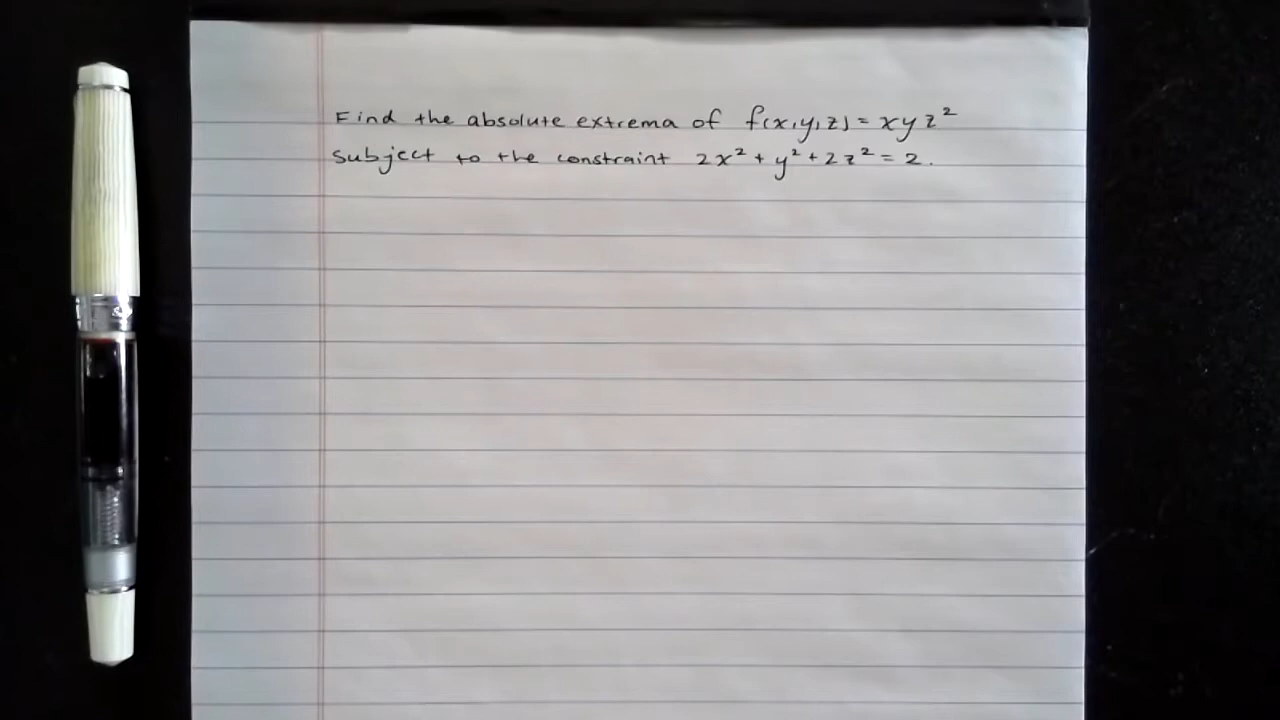 Find the absolute extrema of f(x,y,z) = xyz²
subject to the constraint 2x² + y² + 2z² = 2.